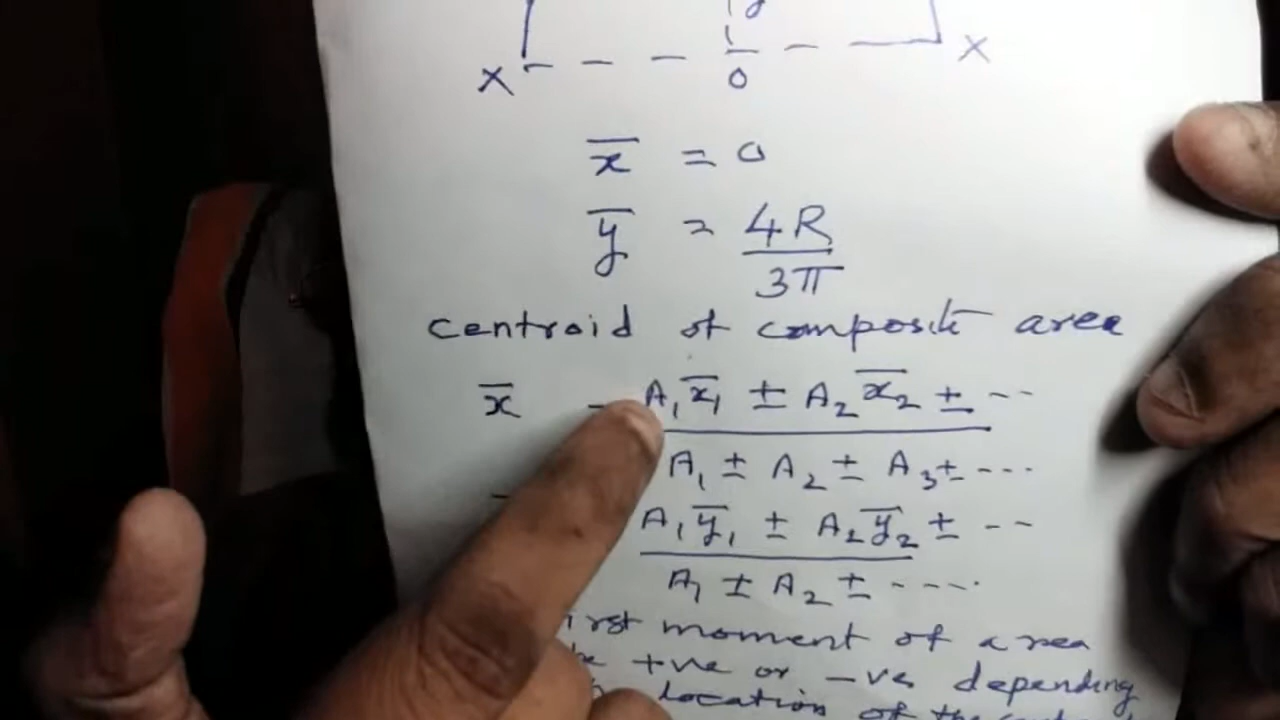 X O X
x̄ = 0
ȳ = 4R / 3π
centroid of composite area
x̄ = A₁x̄₁ ± A₂x̄₂ ± ---
A₁ ± A₂ ± A₃ ± ----
A₁ȳ₁ ± A₂ȳ₂ ± --
A₁ ± A₂ ± ----.
irst moment of area
+ve or -ve depending
location of the